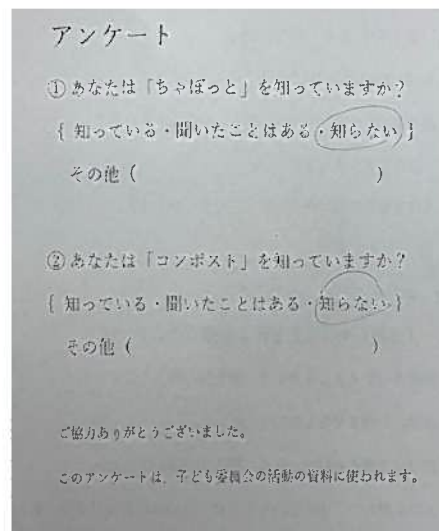 アンケート
①あなたは「ちゃぽっと」を知っていますか？
{ 知っている・聞いたことはある・知らない }
その他（　　　　　　　　　　　　　）
②あなたは「コンポスト」を知っていますか？
{ 知っている・聞いたことはある・知らない }
その他（　　　　　　　　　　　　　）
ご協力ありがとうございました。
このアンケートは、子ども委員会の活動の資料に使われます。